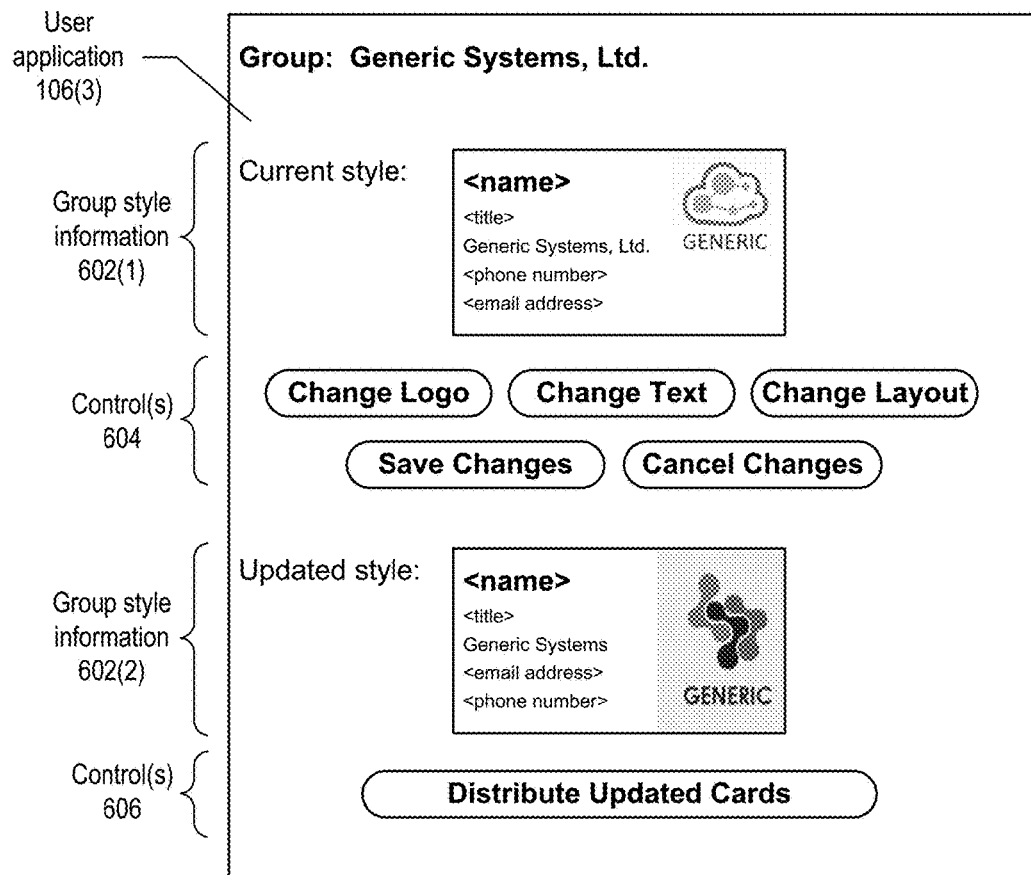 User
application
106(3)
Group: Generic Systems, Ltd.
Group style
information
602(1)
Current style:
<name>
<title>
Generic Systems, Ltd.
<phone number>
<email address>
GENERIC
Control(s)
604
Change Logo Change Text Change Layout
Save Changes Cancel Changes
Group style
information
602(2)
Updated style:
<name>
<title>
Generic Systems
<email address>
<phone number>
GENERIC
Control(s)
606
Distribute Updated Cards